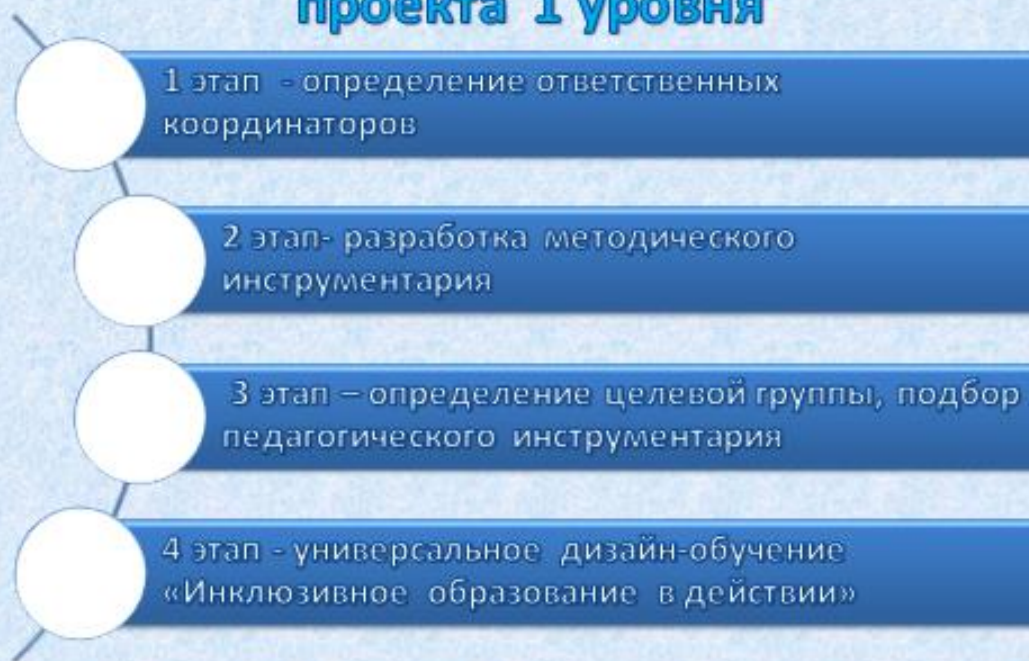 проекта 1 уровня
1 этап - определение ответственных
координаторов
2 этап- разработка методического
инструментария
3 этап – определение целевой группы, подбор
педагогического инструментария
4 этап - универсальное дизайн-обучение
«Инклюзивное образование в действии»